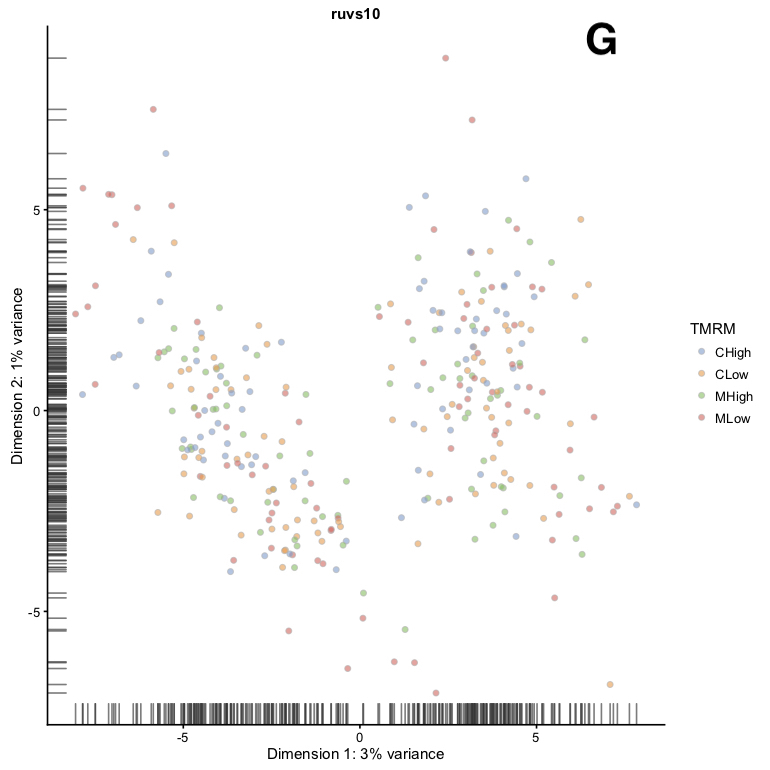 ruvs10
G
5
0
-5
Dimension 2: 1% variance
-5
0
5
Dimension 1: 3% variance
TMRM
CHigh
CLow
MHigh
MLow